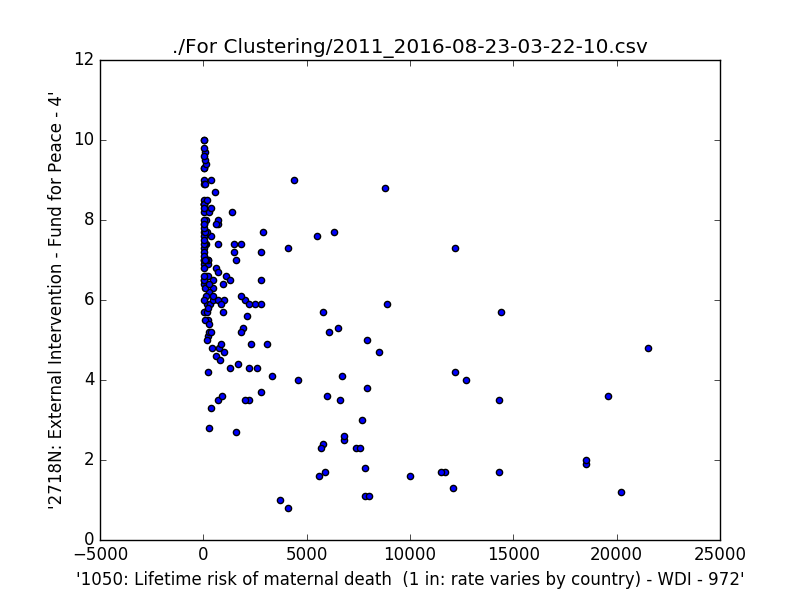 ./For Clustering/2011_2016-08-23-03-22-10.csv
'2718N: External Intervention - Fund for Peace - 4'
12
10
8
6
4
2
0
−5000 0 5000 10000 15000 20000 25000
'1050: Lifetime risk of maternal death  (1 in: rate varies by country) - WDI - 972'